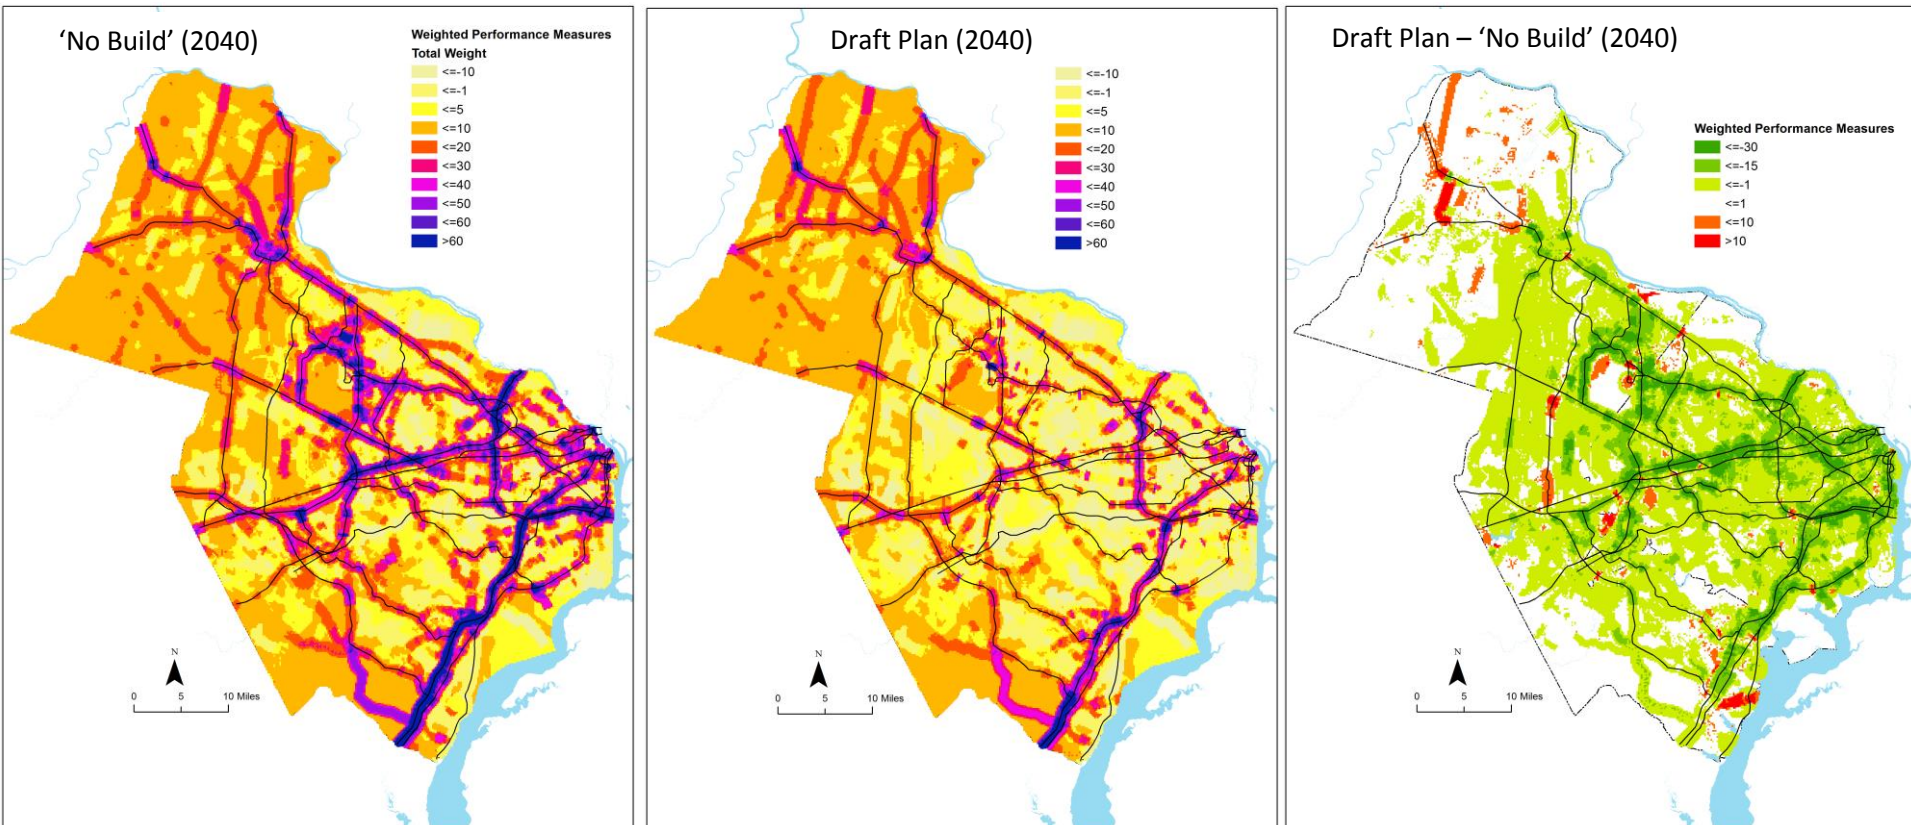 'No Build' (2040)
Weighted Performance Measures
Total Weight
<=-10
<=-1
<=5
<=10
<=20
<=30
<=40
<=50
<=60
>60
N
0 5 10 Miles
Draft Plan (2040)
<=-10
<=-1
<=5
<=10
<=20
<=30
<=40
<=50
<=60
>60
N
0 5 10 Miles
Draft Plan – 'No Build' (2040)
Weighted Performance Measures
<=-30
<=-15
<=-1
<=1
<=10
>10
N
0 5 10 Miles